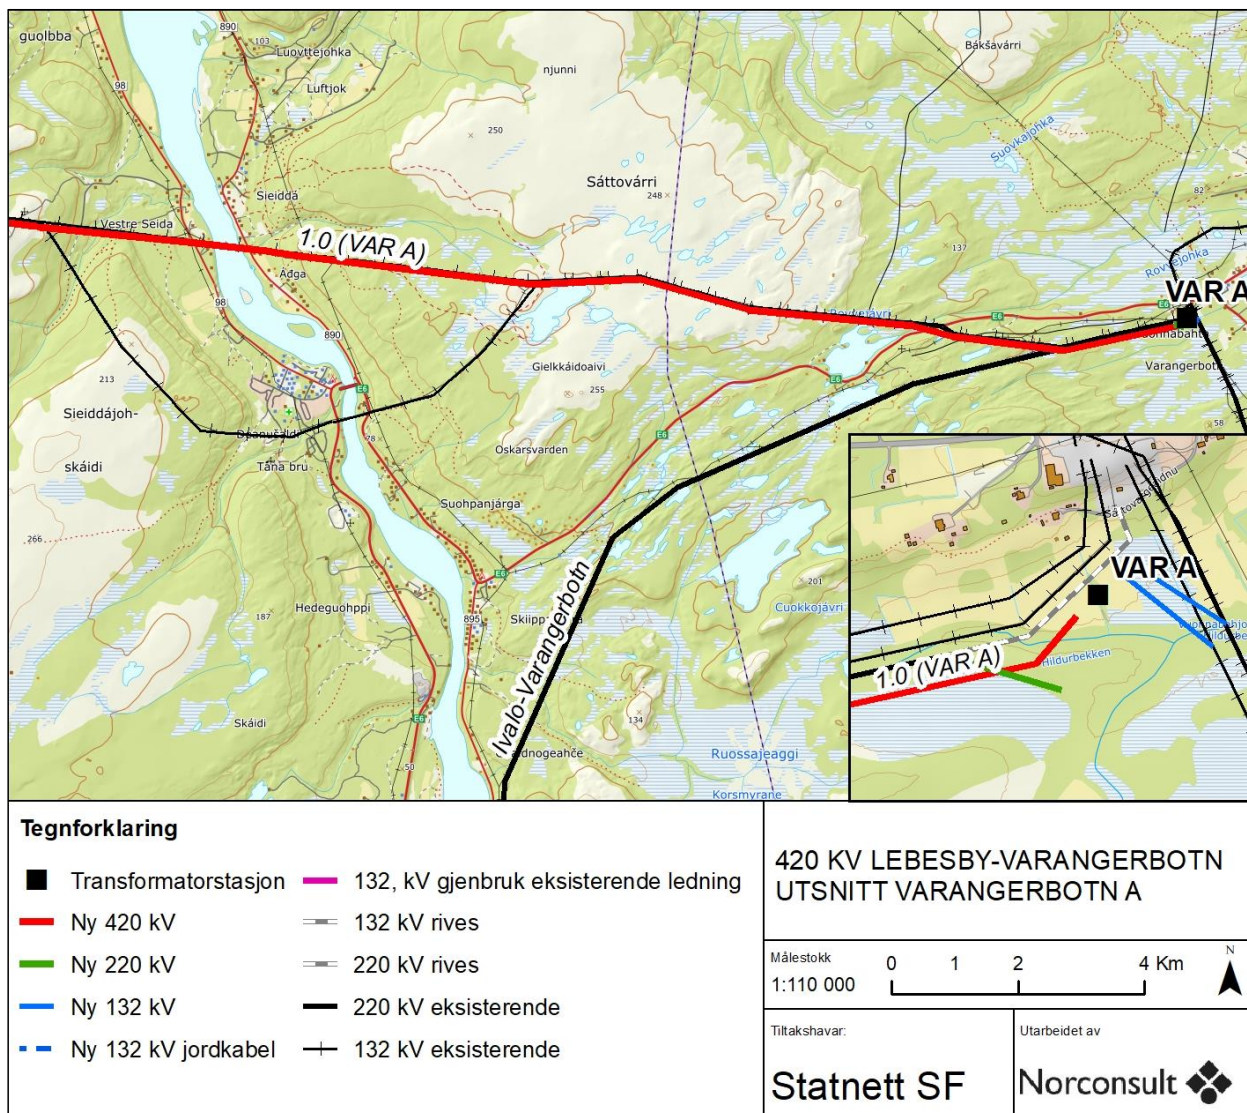 guolbba
890
103
Luovttejohka
Luftjok
98
njunni
Bákšavárri
250
Suovkajohka
Sáttovárri
248
82
Sieiddá
Vestre Seida
1.0 (VAR A)
137
Rovvejohka
Ádga
VAR A
98
E6
E6
890
Varangerbotn
213
Gielkkáidoaivi
255
E6
E6
58
Sieiddájoh-
skáidi
78
Tana bru
Oskarsvarden
E6
266
Suohpanjárga
VAR A
E6
201
187
Hedeguohppi
895
Cuokkojávri
Hildurbekken
1.0 (VAR A)
Ivalo-Varangerbotn
Skáidi
E6
134
50
Ruossajeaggi
Korsmyrane
Tegnforklaring
Transformatorstasjon
Ny 420 kV
Ny 220 kV
Ny 132 kV
Ny 132 kV jordkabel
132, kV gjenbruk eksisterende ledning
132 kV rives
220 kV rives
220 kV eksisterende
132 kV eksisterende
420 KV LEBESBY-VARANGERBOTN
UTSNITT VARANGERBOTN A
Målestokk
1:110 000
0 1 2 4 Km
N
Tiltakshavar:
Statnett SF
Utarbeidet av
Norconsult